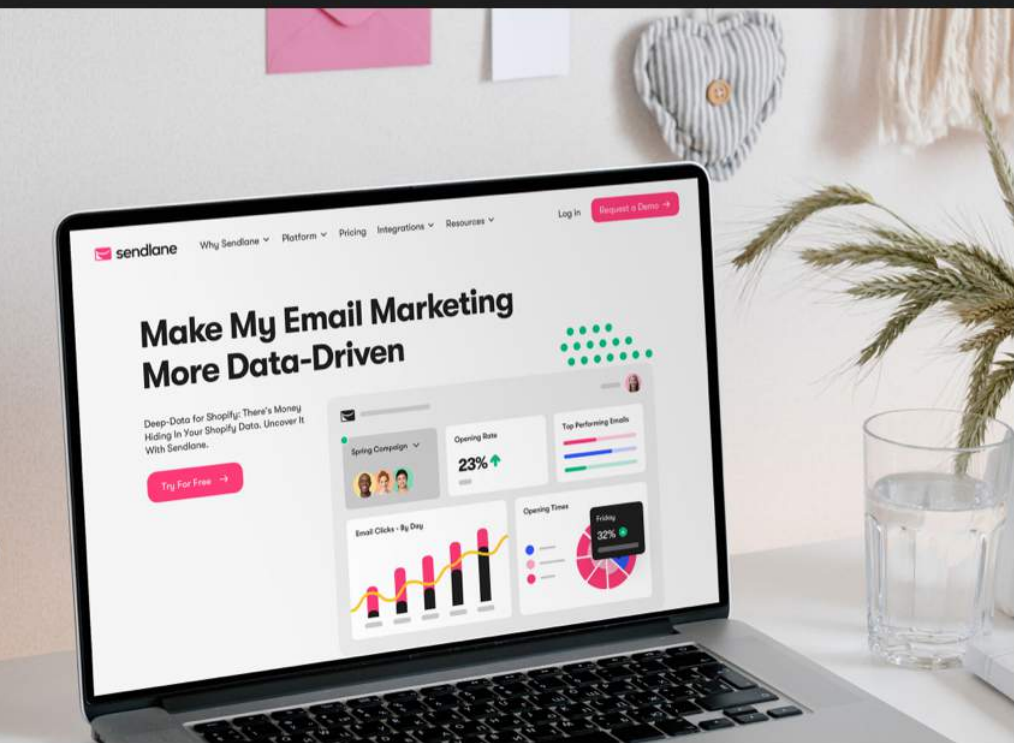 sendlane
Why Sendlane
Platform
Pricing
Integrations
Resources
Log in
Request a Demo →
Make My Email Marketing
More Data-Driven
Deep-Data for Shopify: There's Money
Hiding In Your Shopify Data. Uncover It
With Sendlane.
Try For Free →
Spring Campaign
Opening Rate
23%
Top Performing Emails
Email Clicks - By Day
Opening Times
Friday
32%